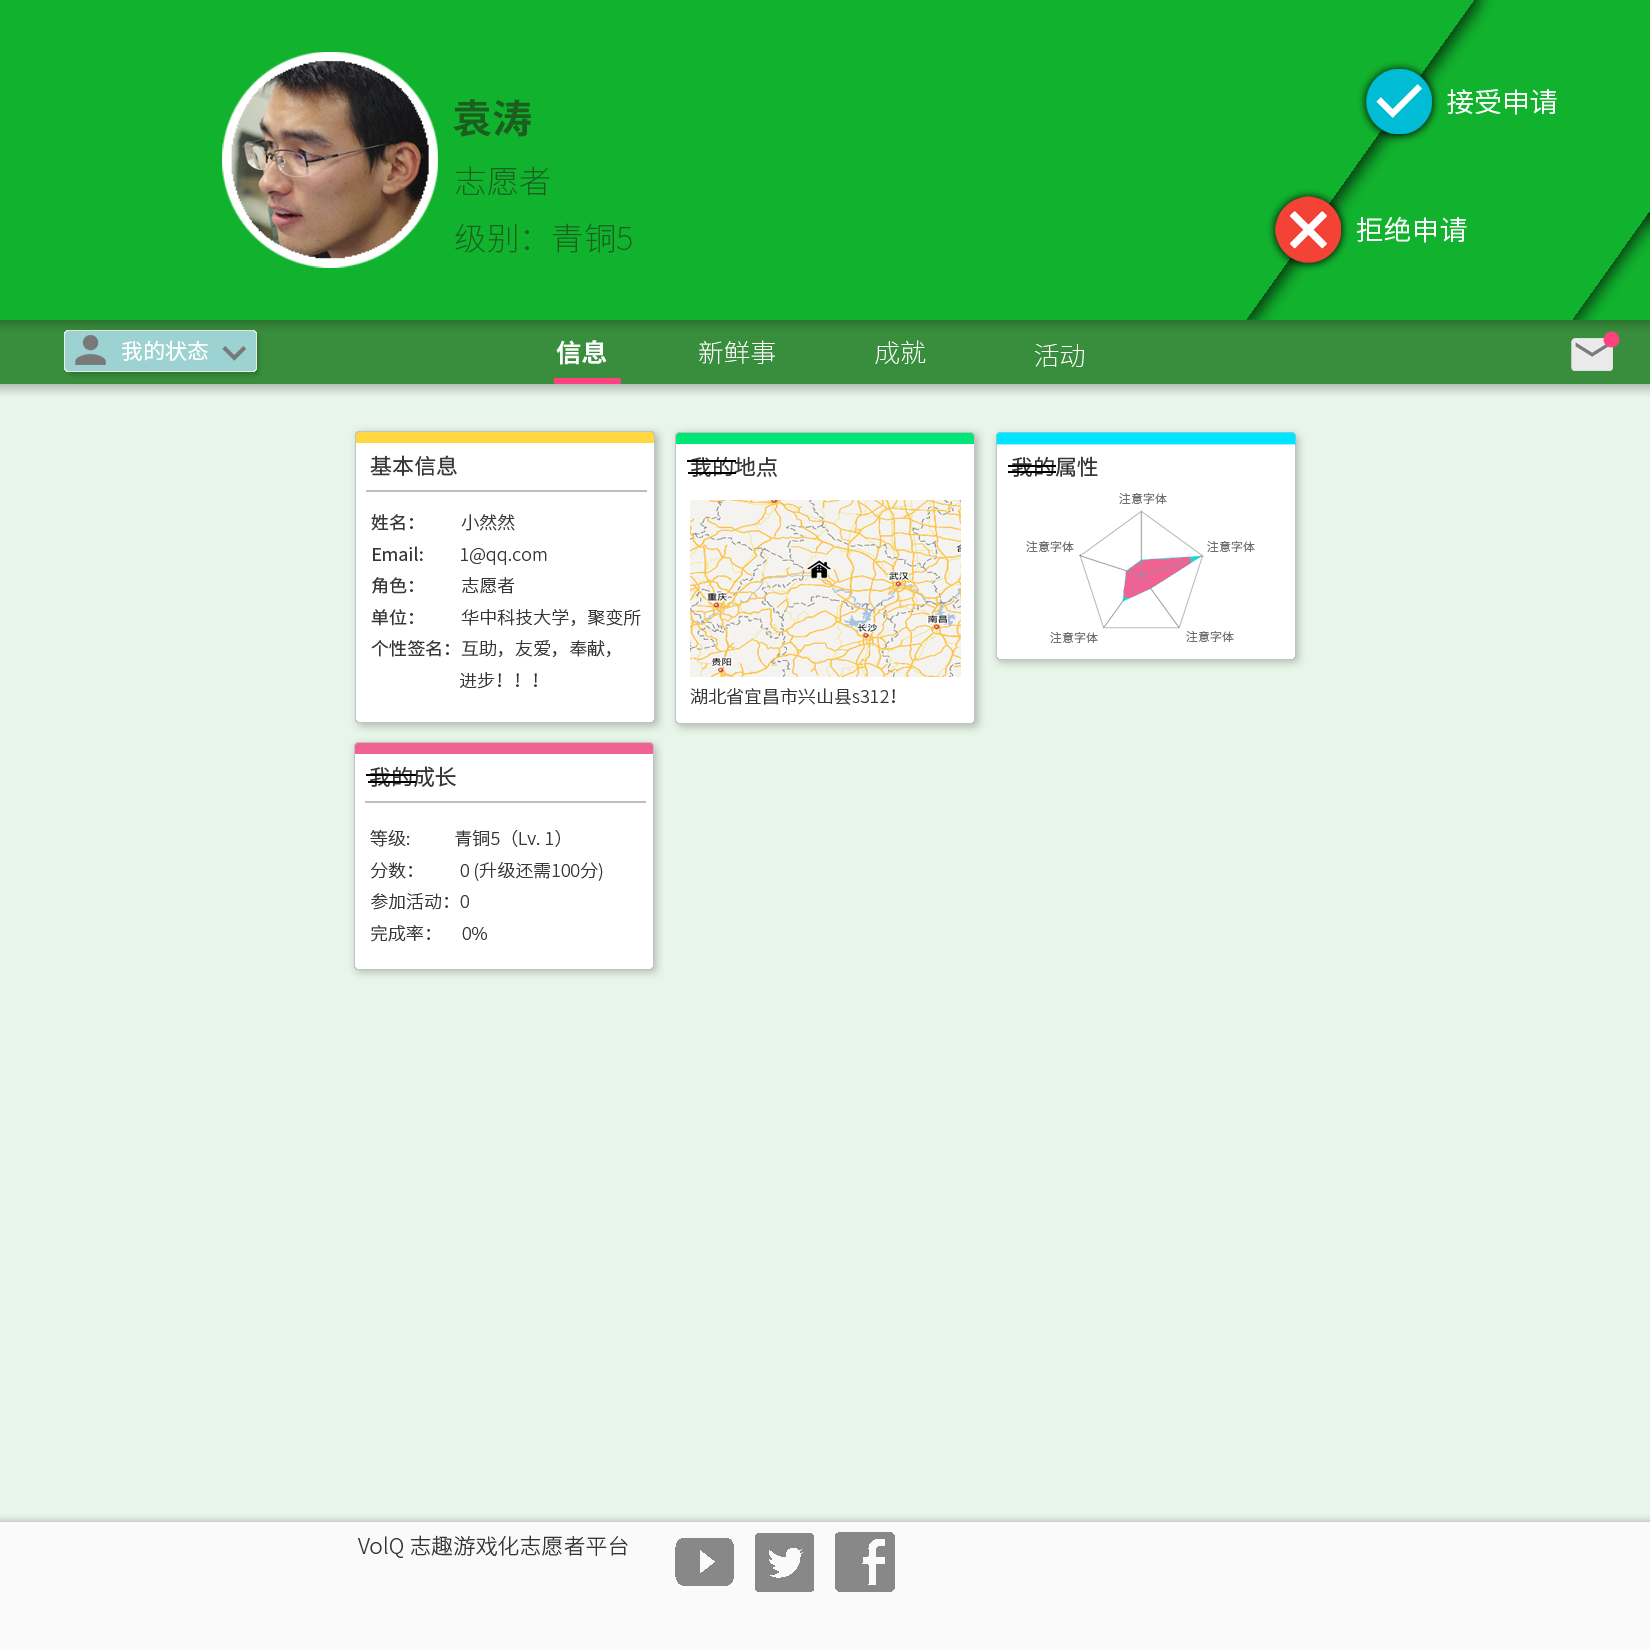 袁涛
志愿者
级别：青铜5
接受申请
拒绝申请
我的状态
信息
新鲜事
成就
活动
基本信息
姓名： 小然然
Email: 1@qq.com
角色： 志愿者
单位： 华中科技大学，聚变所
个性签名：互助，友爱，奉献，
进步！！！
我的地点
武汉
重庆
长沙
南昌
贵阳
湖北省宜昌市兴山县s312！
我的属性
注意字体
注意字体
注意字体
注意字体
注意字体
我的成长
等级: 青铜5（Lv. 1）
分数： 0 (升级还需100分)
参加活动：0
完成率： 0%
VolQ 志趣游戏化志愿者平台